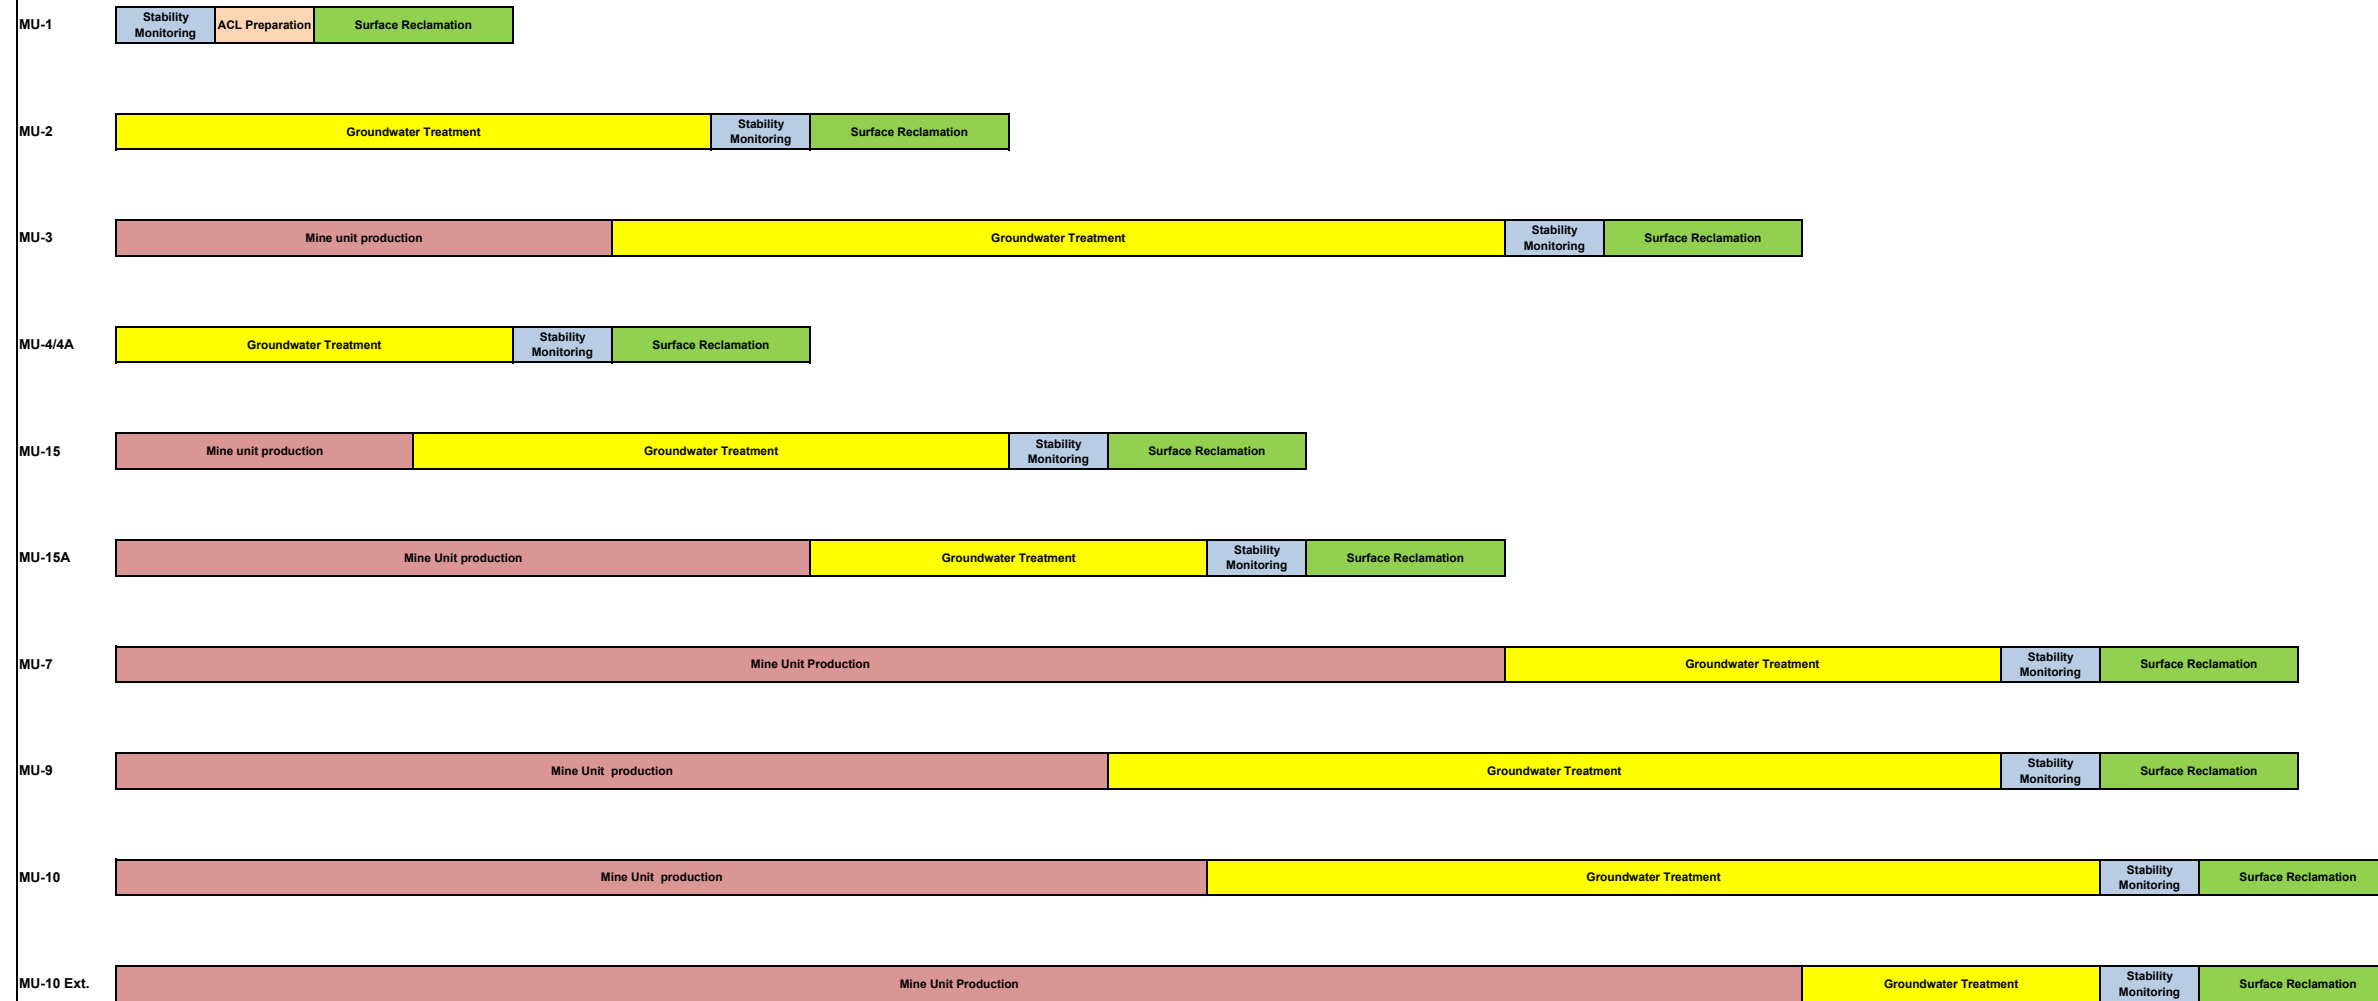 MU-1
Stability
Monitoring
ACL Preparation
Surface Reclamation
MU-2
Groundwater Treatment
Stability
Monitoring
Surface Reclamation
MU-3
Mine unit production
Groundwater Treatment
Stability
Monitoring
Surface Reclamation
MU-4/4A
Groundwater Treatment
Stability
Monitoring
Surface Reclamation
MU-15
Mine unit production
Groundwater Treatment
Stability
Monitoring
Surface Reclamation
MU-15A
Mine Unit production
Groundwater Treatment
Stability
Monitoring
Surface Reclamation
MU-7
Mine Unit Production
Groundwater Treatment
Stability
Monitoring
Surface Reclamation
MU-9
Mine Unit  production
Groundwater Treatment
Stability
Monitoring
Surface Reclamation
MU-10
Mine Unit  production
Groundwater Treatment
Stability
Monitoring
Surface Reclamation
MU-10 Ext.
Mine Unit Production
Groundwater Treatment
Stability
Monitoring
Surface Reclamation